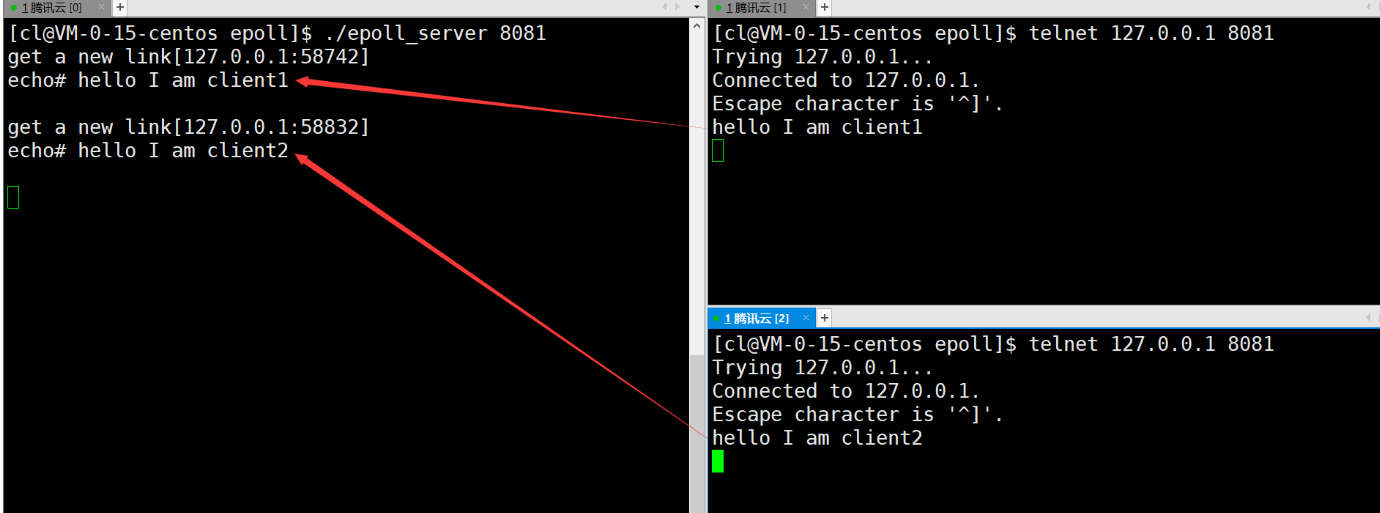 1 腾讯云 [0] × +
[cl@VM-0-15-centos epoll]$ ./epoll_server 8081
get a new link[127.0.0.1:58742]
echo# hello I am client1
get a new link[127.0.0.1:58832]
echo# hello I am client2
1 腾讯云 [1] × +
[cl@VM-0-15-centos epoll]$ telnet 127.0.0.1 8081
Trying 127.0.0.1...
Connected to 127.0.0.1.
Escape character is '^]'.
hello I am client1
1 腾讯云 [2] × +
[cl@VM-0-15-centos epoll]$ telnet 127.0.0.1 8081
Trying 127.0.0.1...
Connected to 127.0.0.1.
Escape character is '^]'.
hello I am client2